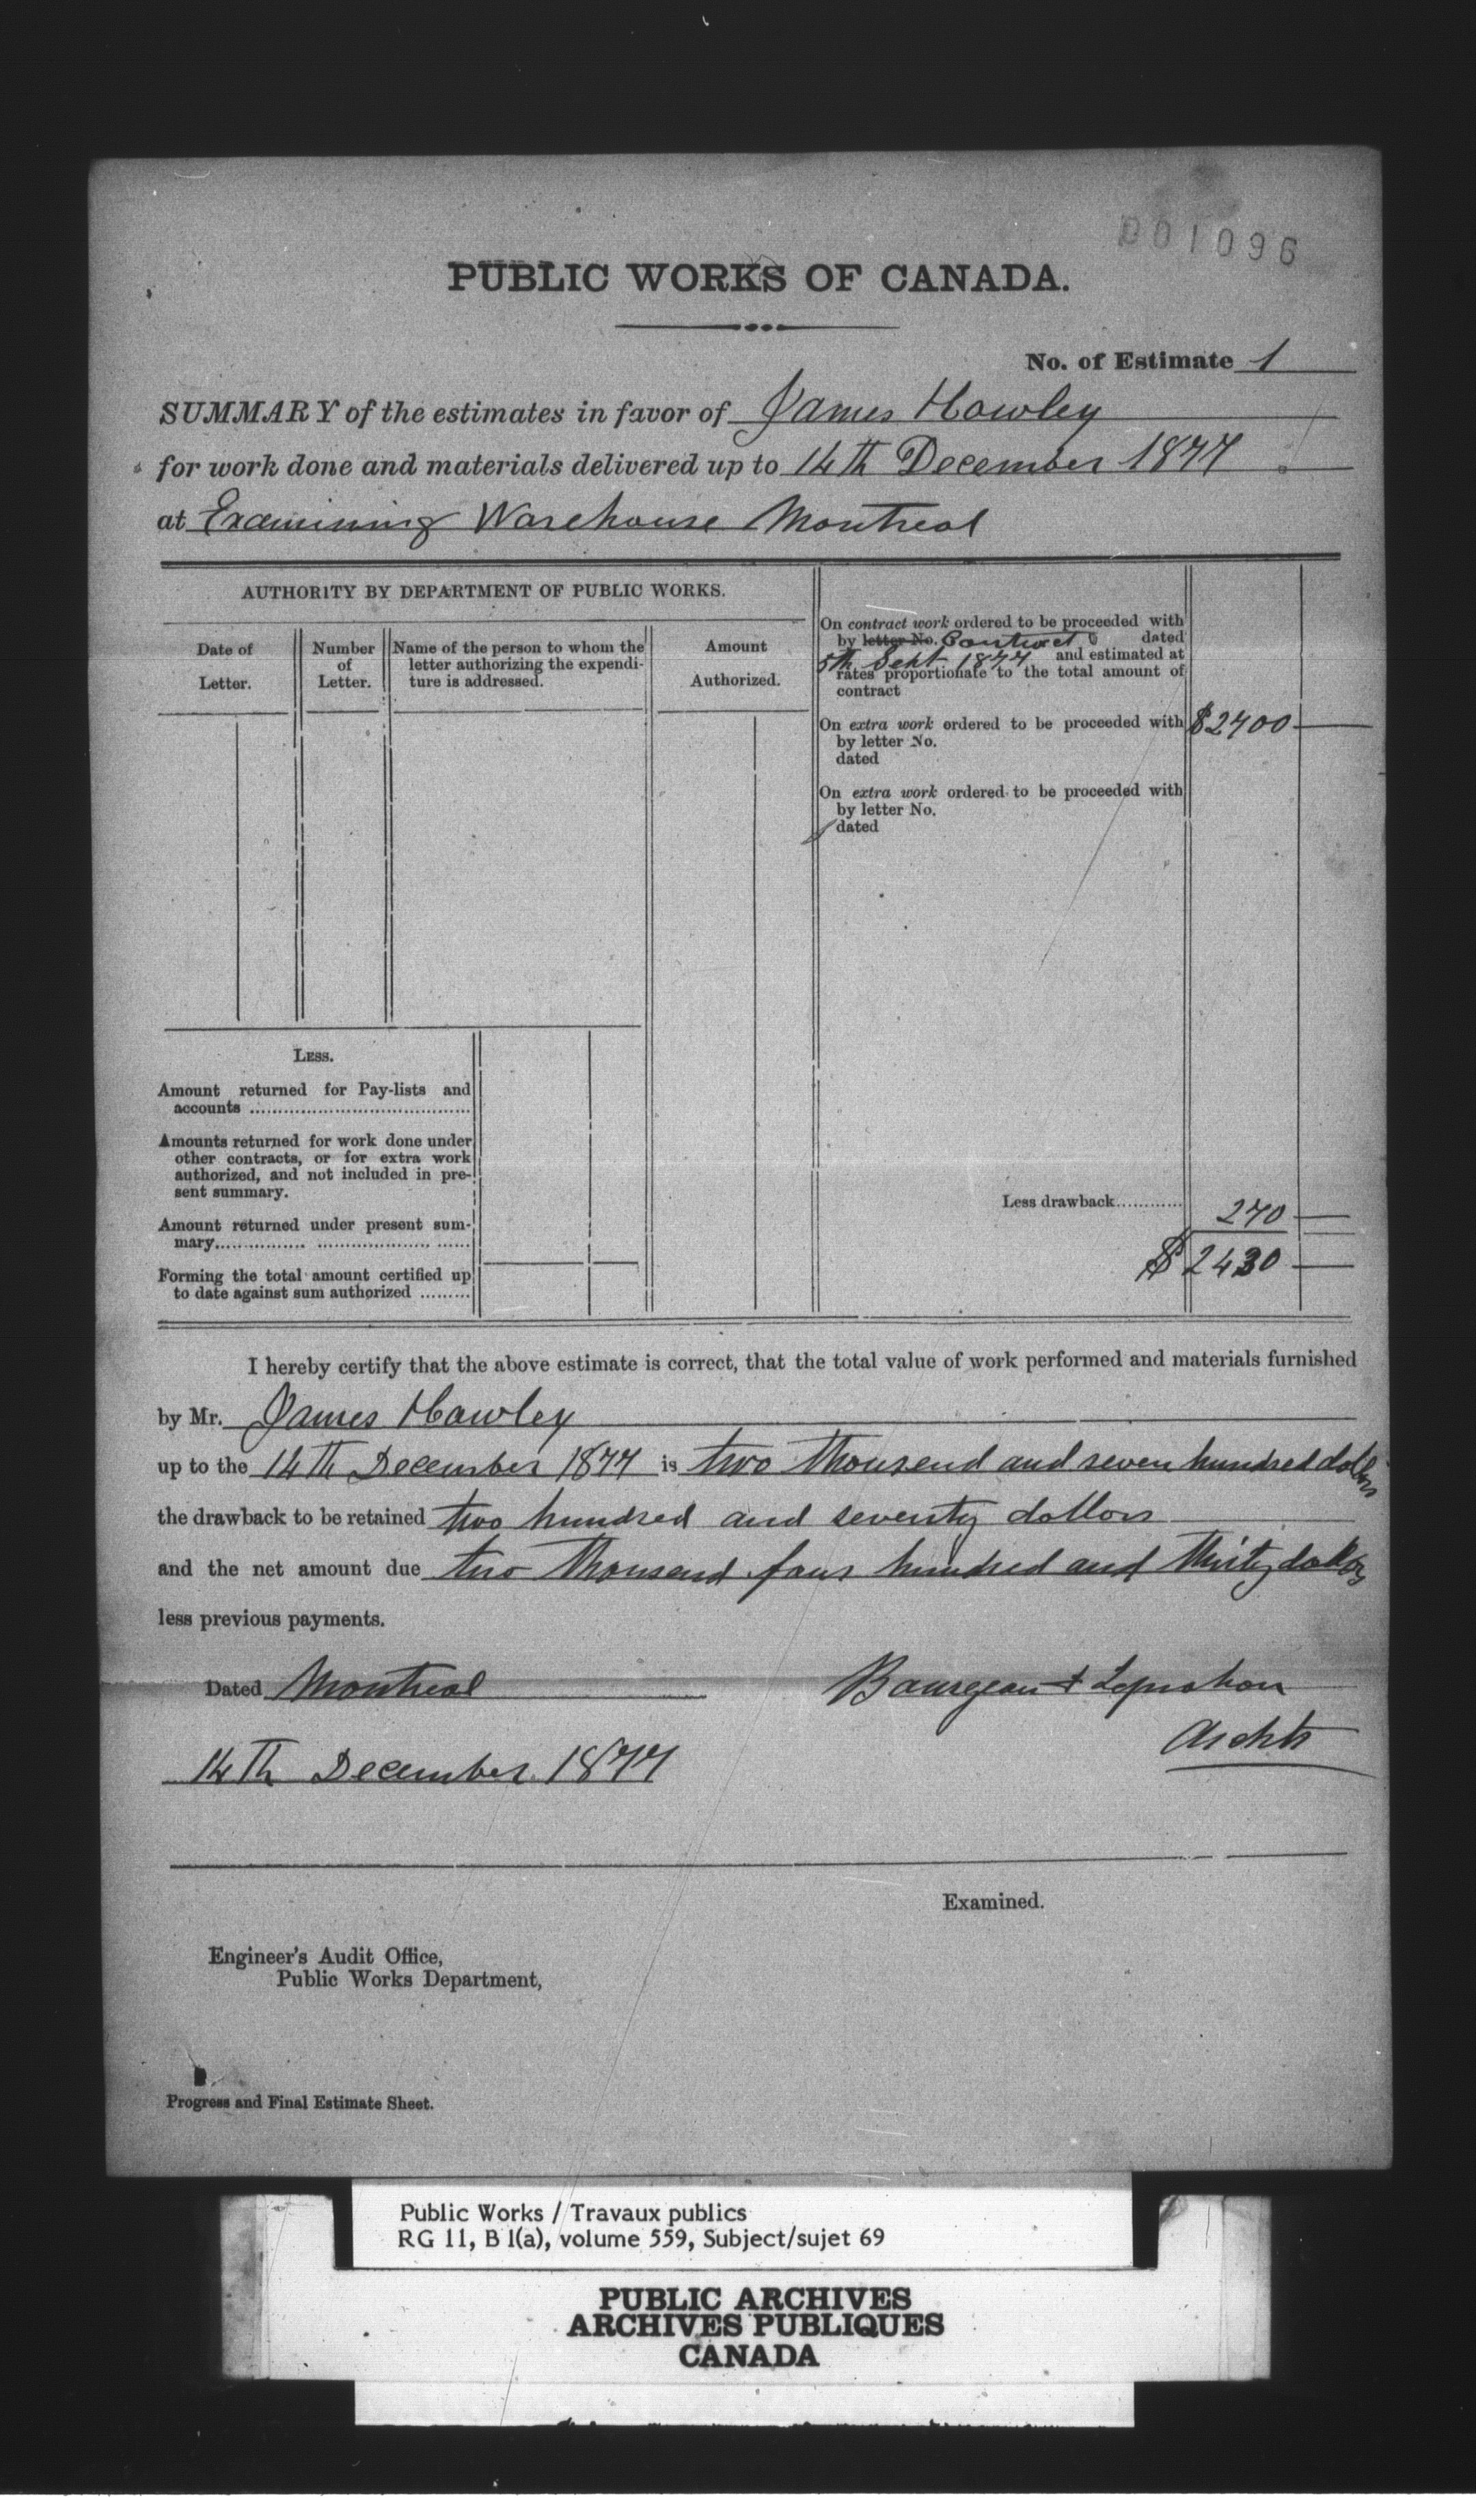 001096
PUBLIC WORKS OF CANADA.
No. of Estimate 1
SUMMARY of the estimates in favor of James Howley
for work done and materials delivered up to 14th December 1877
at Examining Warehouse Montreal
AUTHORITY BY DEPARTMENT OF PUBLIC WORKS.
Date of
Letter.
Number
of
Letter.
Name of the person to whom the
letter authorizing the expendi-
ture is addressed.
Amount
Authorized.
On contract work ordered to be proceeded with
by letter No. Contract dated
5th Sept 1877 and estimated at
rates proportionate to the total amount of
contract
On extra work ordered to be proceeded with $2700
by letter No.
dated
On extra work ordered to be proceeded with
by letter No.
dated
LESS.
Amount returned for Pay-lists and
accounts
Amounts returned for work done under
other contracts, or for extra work
authorized, and not included in pre-
sent summary.
Amount returned under present sum-
mary
Forming the total amount certified up
to date against sum authorized
Less drawback 270
$2430
I hereby certify that the above estimate is correct, that the total value of work performed and materials furnished
by Mr. James Howley
up to the 14th December 1877 is two thousand and seven hundred dollars
the drawback to be retained two hundred and seventy dollars
and the net amount due two thousand four hundred and thirty dollars
less previous payments.
Dated Montreal
14th December 1877
Bourgeau & Leprohon
Archts
Examined.
Engineer's Audit Office,
Public Works Department,
Progress and Final Estimate Sheet.
Public Works / Travaux publics
RG 11, B 1(a), volume 559, Subject/sujet 69
PUBLIC ARCHIVES
ARCHIVES PUBLIQUES
CANADA